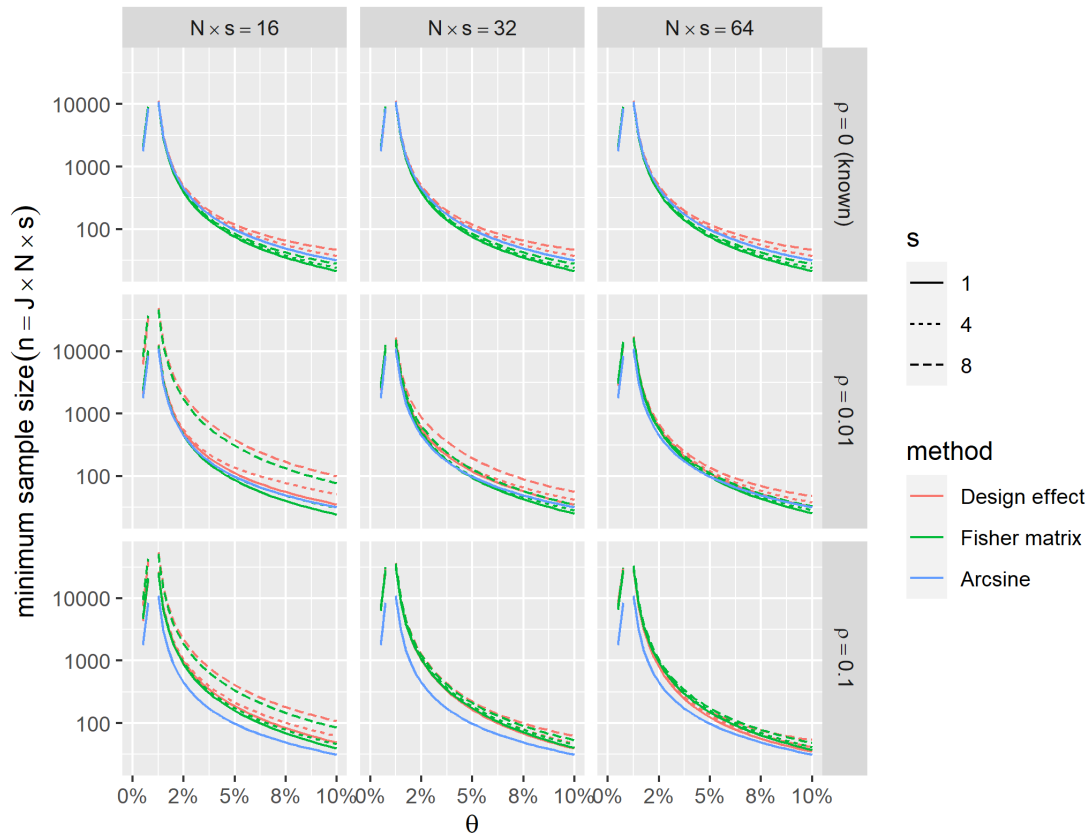 N × s = 16
N × s = 32
N × s = 64
10000
1000
100
ρ = 0 (known)
10000
1000
100
ρ = 0.01
10000
1000
100
ρ = 0.1
0% 2% 5% 8% 10%
0% 2% 5% 8% 10%
0% 2% 5% 8% 10%
θ
minimum sample size(n = J × N × s)
s
1
4
8
method
Design effect
Fisher matrix
Arcsine